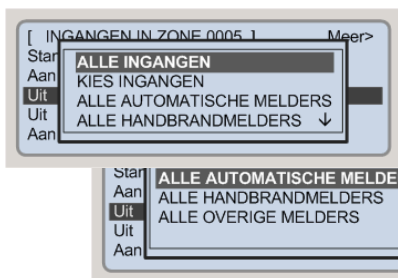 [ INGANGEN IN ZONE 0005 ] Meer>
Star
ALLE INGANGEN
Aan
KIES INGANGEN
Uit
ALLE AUTOMATISCHE MELDERS
Uit
ALLE HANDBRANDMELDERS ↓
Aan
Star
ALLE AUTOMATISCHE MELDE
Aan
ALLE HANDBRANDMELDERS
Uit
ALLE OVERIGE MELDERS
Uit
Aan